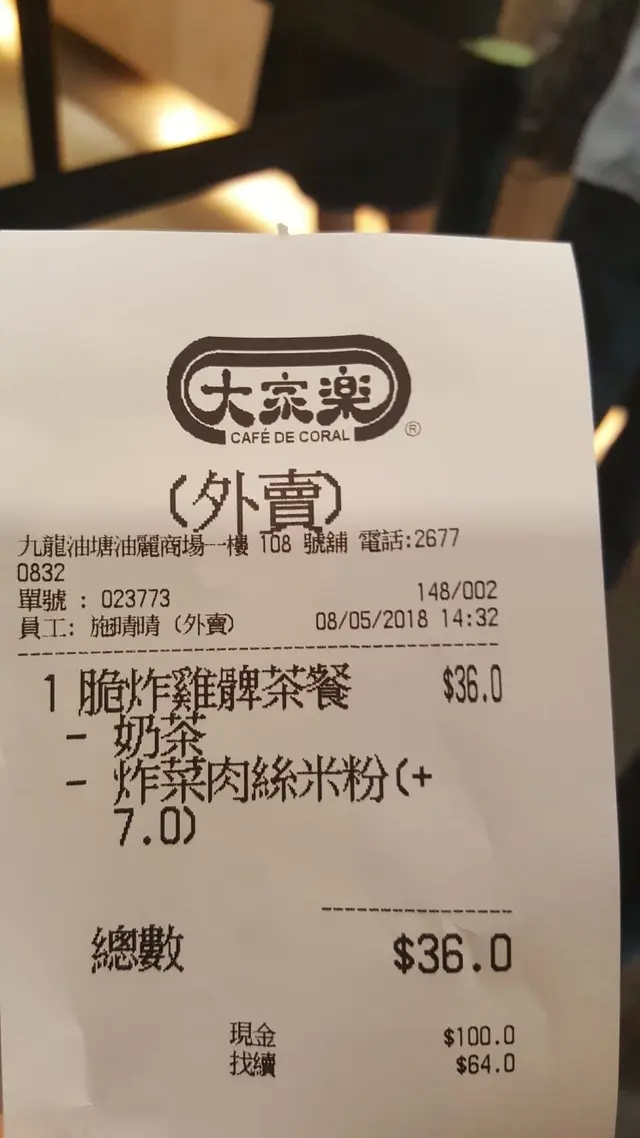 大家樂
CAFÉ DE CORAL ®
(外賣)
九龍油塘油麗商場一樓 108 號舖 電話:2677
0832
單號 : 023773 148/002
員工: 施晴晴 (外賣) 08/05/2018 14:32
1 脆炸雞髀茶餐 $36.0
- 奶茶
- 炸菜肉絲米粉(+
7.0)
總數 $36.0
現金 $100.0
找續 $64.0